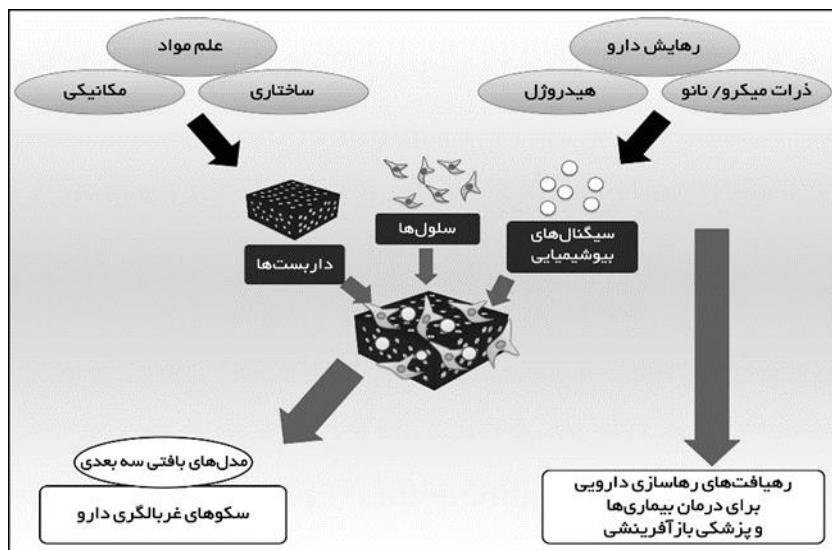 علم مواد
مکانیکی
ساختاری
رهایش دارو
هیدروژل
ذرات میکرو/ نانو
داربست‌ها
سلول‌ها
سیگنال‌های
بیوشیمیایی
مدل‌های بافتی سه بعدی
سکوهای غربالگری دارو
رهیافت‌های رهاسازی دارویی
برای درمان بیماری‌ها
و پزشکی بازآفرینشی